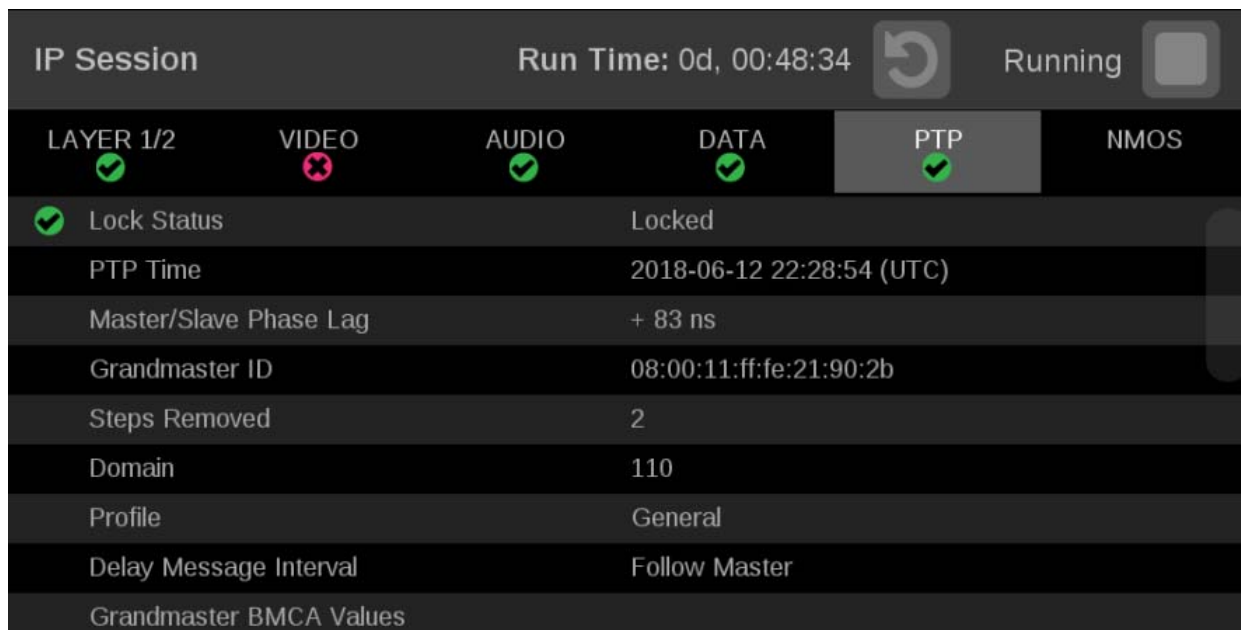 IP Session Run Time: 0d, 00:48:34 Running
LAYER 1/2 VIDEO AUDIO DATA PTP NMOS
Lock Status Locked
PTP Time 2018-06-12 22:28:54 (UTC)
Master/Slave Phase Lag + 83 ns
Grandmaster ID 08:00:11:ff:fe:21:90:2b
Steps Removed 2
Domain 110
Profile General
Delay Message Interval Follow Master
Grandmaster BMCA Values